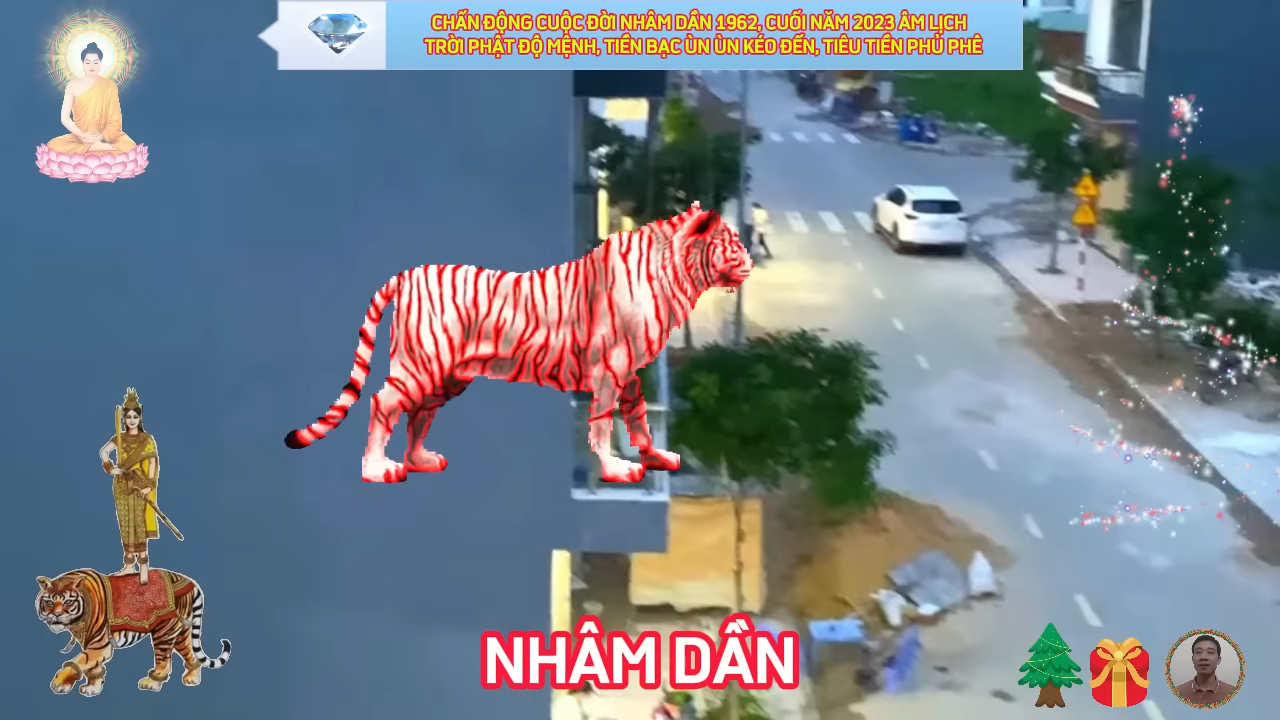 CHẤN ĐỘNG CUỘC ĐỜI NHÂM DẦN 1962, CUỐI NĂM 2023 ÂM LỊCH
TRỜI PHẬT ĐỘ MỆNH, TIỀN BẠC ÙN ÙN KÉO ĐẾN, TIÊU TIỀN PHỦ PHÊ
NHÂM DẦN